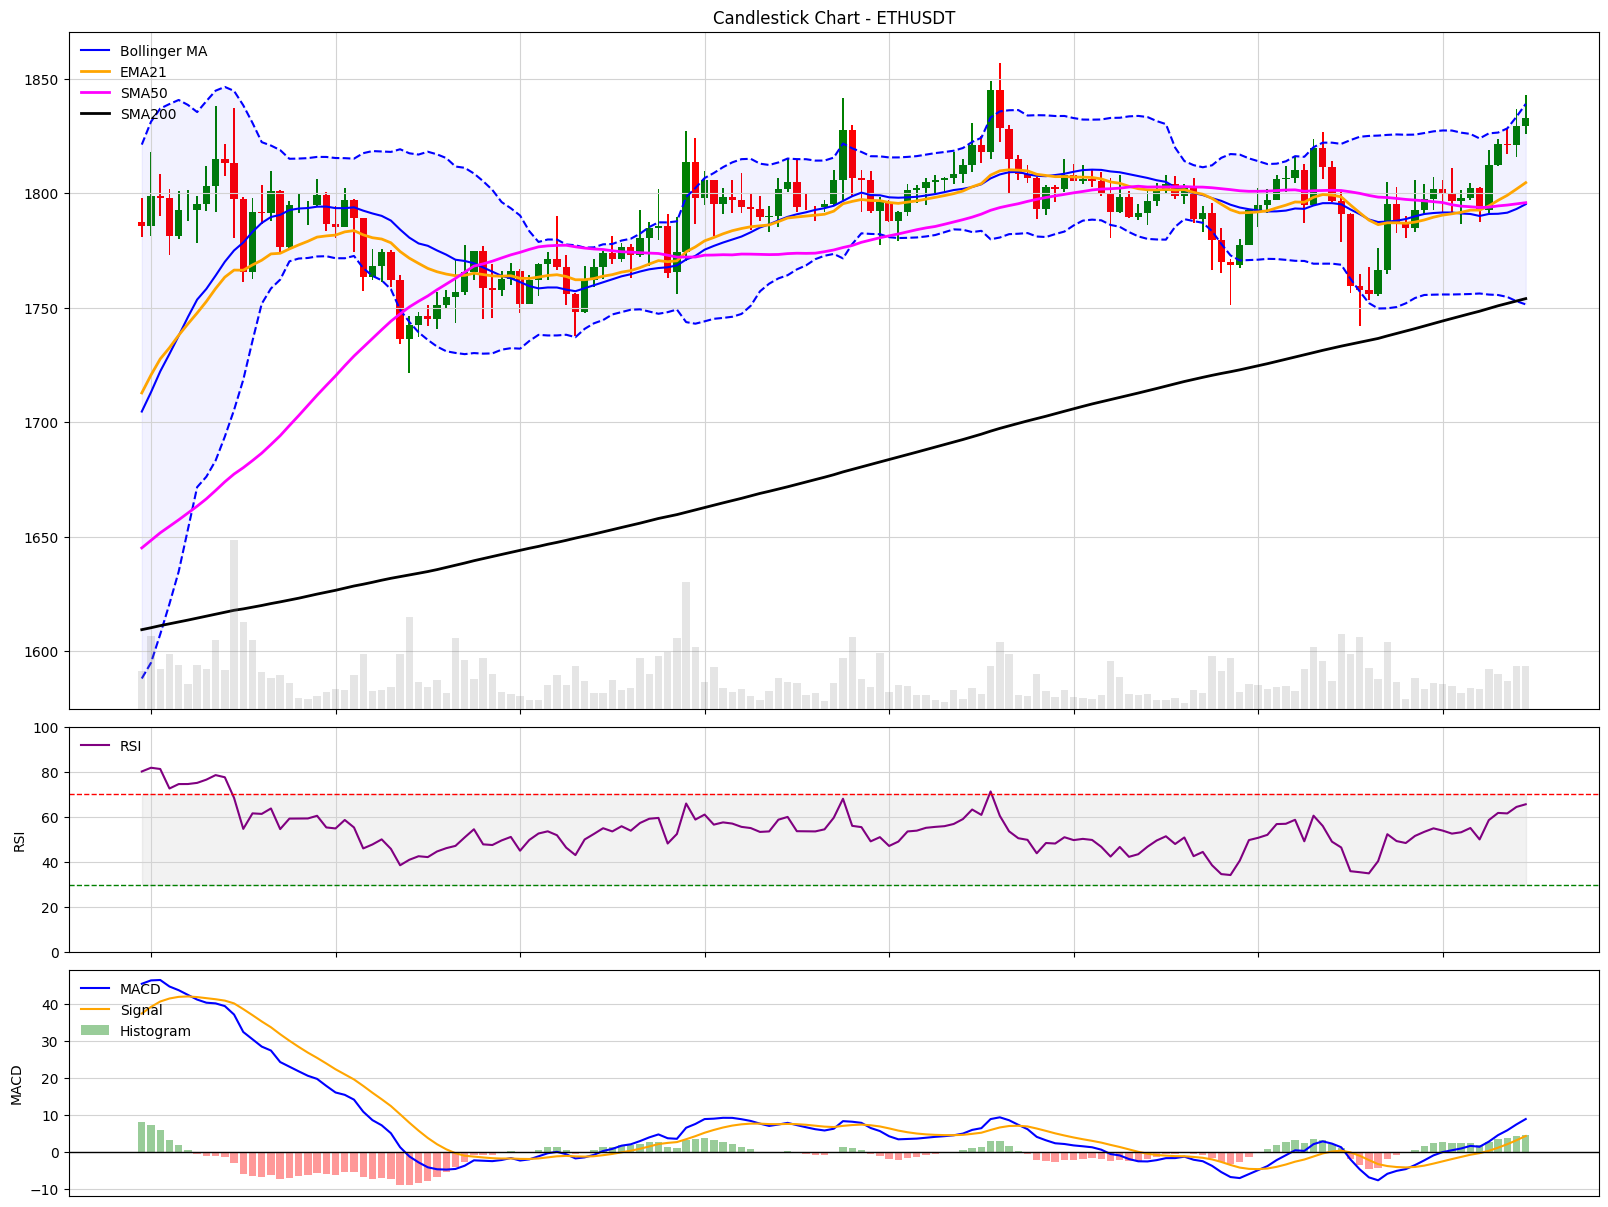 Candlestick Chart - ETHUSDT
Bollinger MA
EMA21
SMA50
SMA200
1850
1800
1750
1700
1650
1600
RSI
100
80
60
40
20
0
RSI
MACD
Signal
Histogram
40
30
20
10
0
−10
MACD